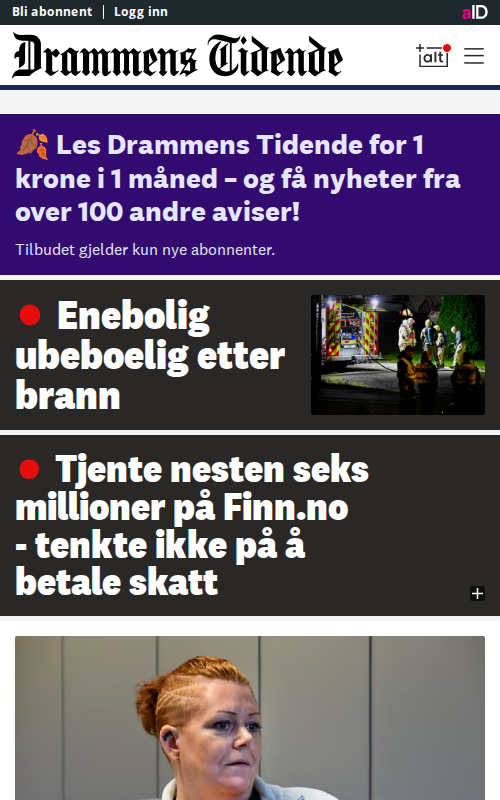 Bli abonnent | Logg inn
aID
Drammens Tidende
+alt
🍂 Les Drammens Tidende for 1
krone i 1 måned – og få nyheter fra
over 100 andre aviser!
Tilbudet gjelder kun nye abonnenter.
Enebolig
ubeboelig etter
brann
Tjente nesten seks
millioner på Finn.no
- tenkte ikke på å
betale skatt